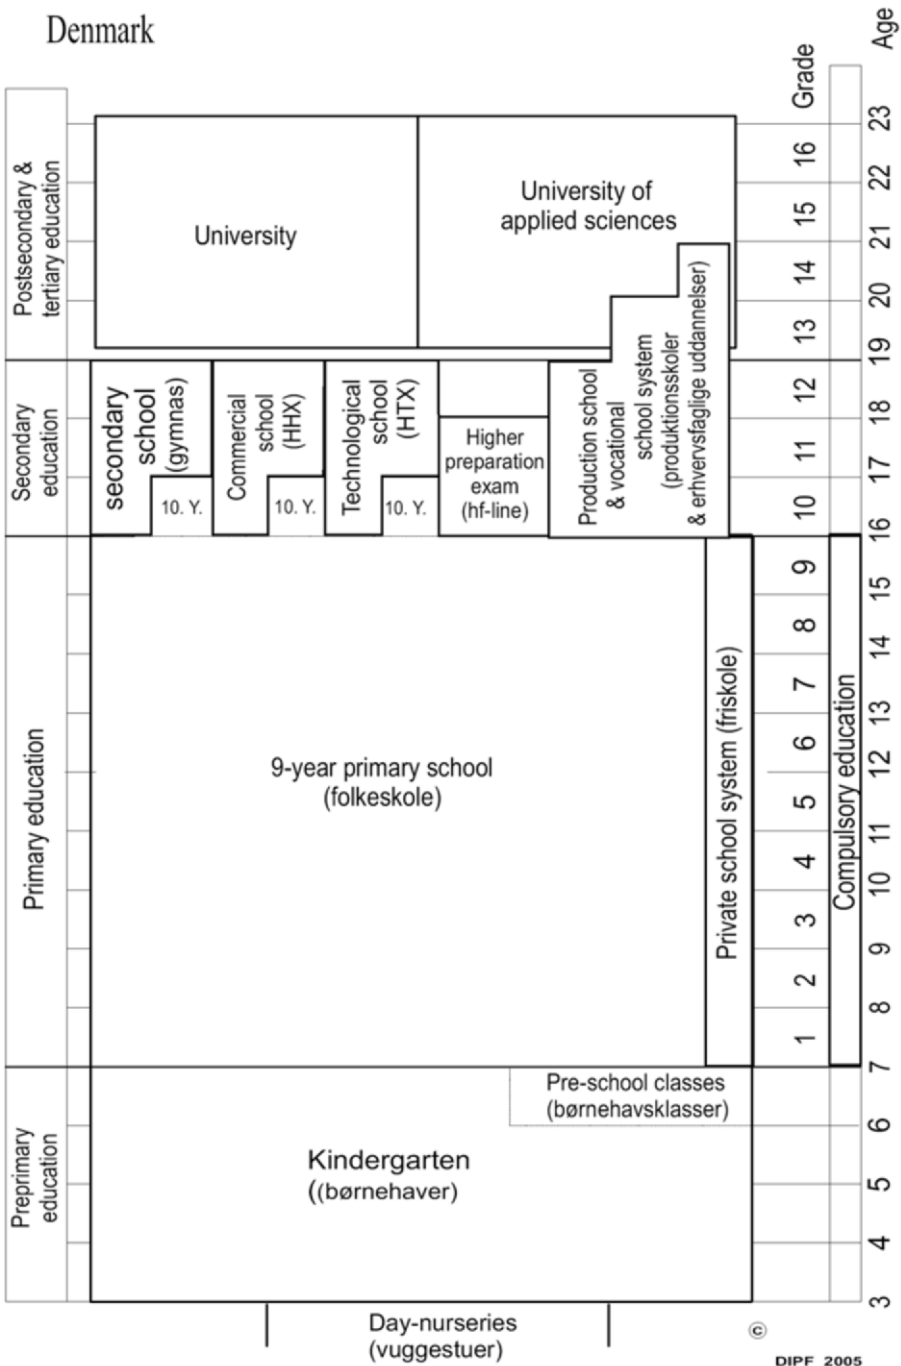 Denmark
Grade
Age
Postsecondary &
tertiary education
University
University of
applied sciences
16
15
14
13
23
22
21
20
19
Secondary
education
secondary
school
(gymnas)
10. Y.
Commercial
school
(HHX)
10. Y.
Technological
school
(HTX)
10. Y.
Higher
preparation
exam
(hf-line)
Production school
& vocational
school system
(produktionsskoler
& erhvervsfaglige uddannelser)
12
11
10
18
17
16
Primary education
9-year primary school
(folkeskole)
Private school system (friskole)
9
8
7
6
5
4
3
2
1
Compulsory education
15
14
13
12
11
10
9
8
7
Preprimary
education
Pre-school classes
(børnehavsklasser)
Kindergarten
((børnehaver)
6
5
4
3
Day-nurseries
(vuggestuer)
©
DIPF 2005